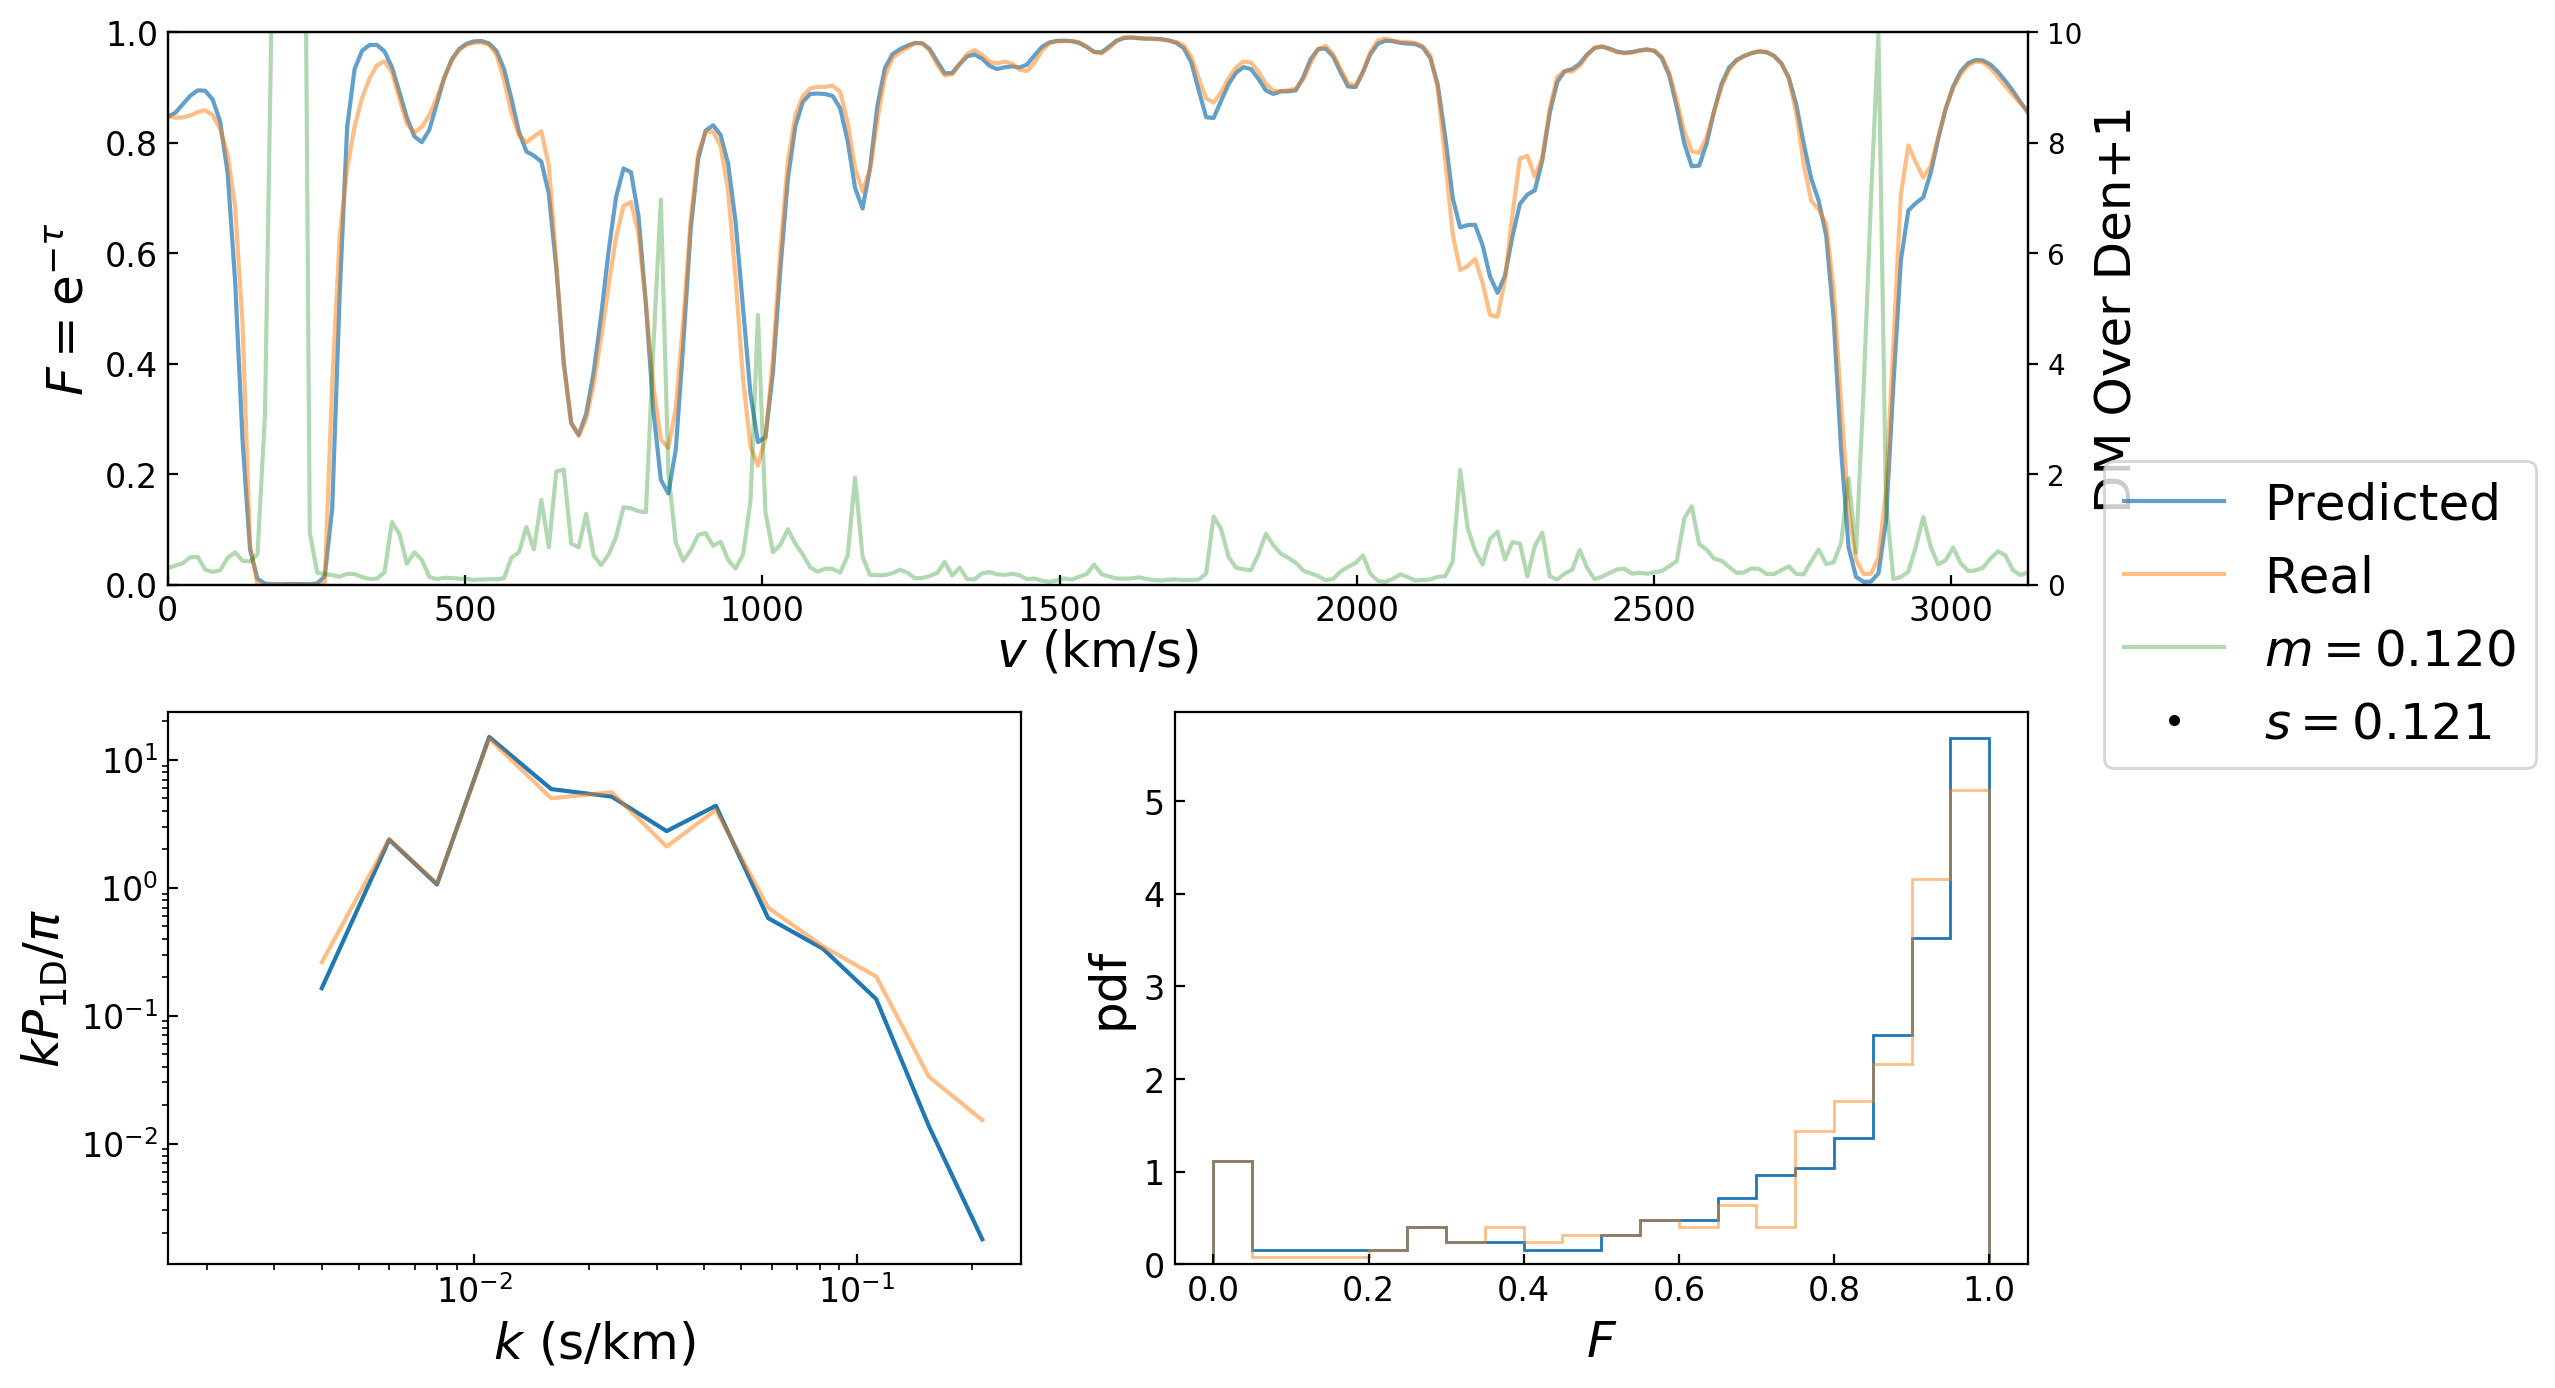 1.0
0.8
0.6
0.4
0.2
0.0
F = e^{−τ}
10
8
6
4
2
0
DM Over Den+1
0 500 1000 1500 2000 2500 3000
v (km/s)
Predicted
Real
m = 0.120
s = 0.121
10^1
10^0
10^{−1}
10^{−2}
kP_{1D}/π
10^{−2} 10^{−1}
k (s/km)
5
4
3
2
1
0
pdf
0.0 0.2 0.4 0.6 0.8 1.0
F